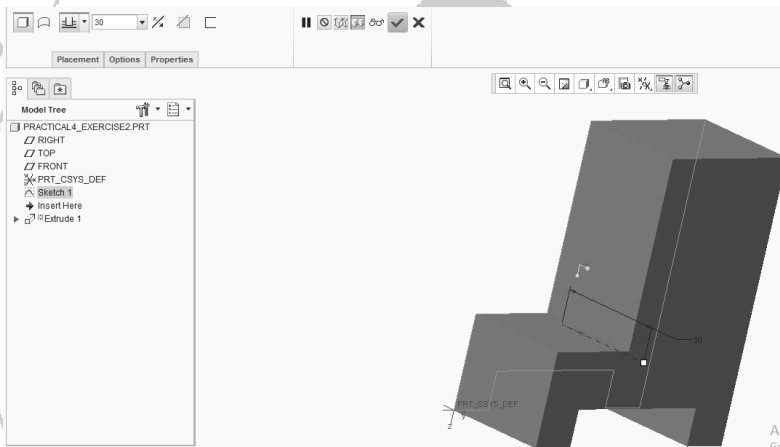 30
Placement Options Properties
Model Tree
PRACTICAL4_EXERCISE2.PRT
RIGHT
TOP
FRONT
PRT_CSYS_DEF
Sketch 1
Insert Here
Extrude 1
30
PRT_CSYS_DEF
y
z